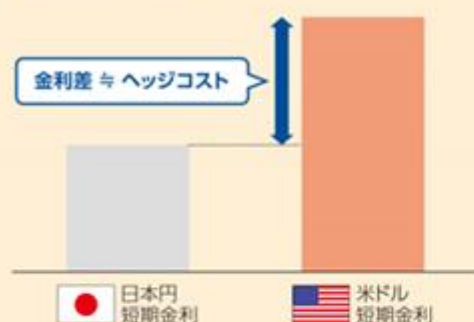 金利差 ≒ ヘッジコスト
日本円
短期金利
米ドル
短期金利